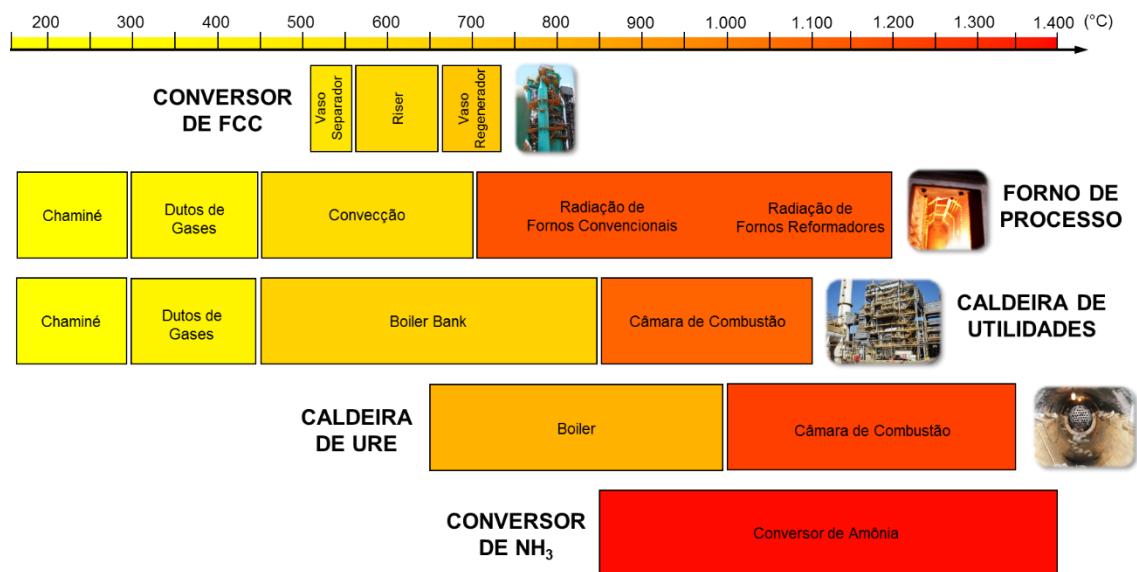 200 300 400 500 600 700 800 900 1.000 1.100 1.200 1.300 1.400 (°C)
CONVERSOR
DE FCC
Vaso
Separador
Riser
Vaso
Regenerador
Chaminé
Dutos de
Gases
Convecção
Radiação de
Fornos Convencionais
Radiação de
Fornos Reformadores
FORNO DE
PROCESSO
Chaminé
Dutos de
Gases
Boiler Bank
Câmara de Combustão
CALDEIRA DE
UTILIDADES
CALDEIRA
DE URE
Boiler
Câmara de Combustão
CONVERSOR
DE NH₃
Conversor de Amônia